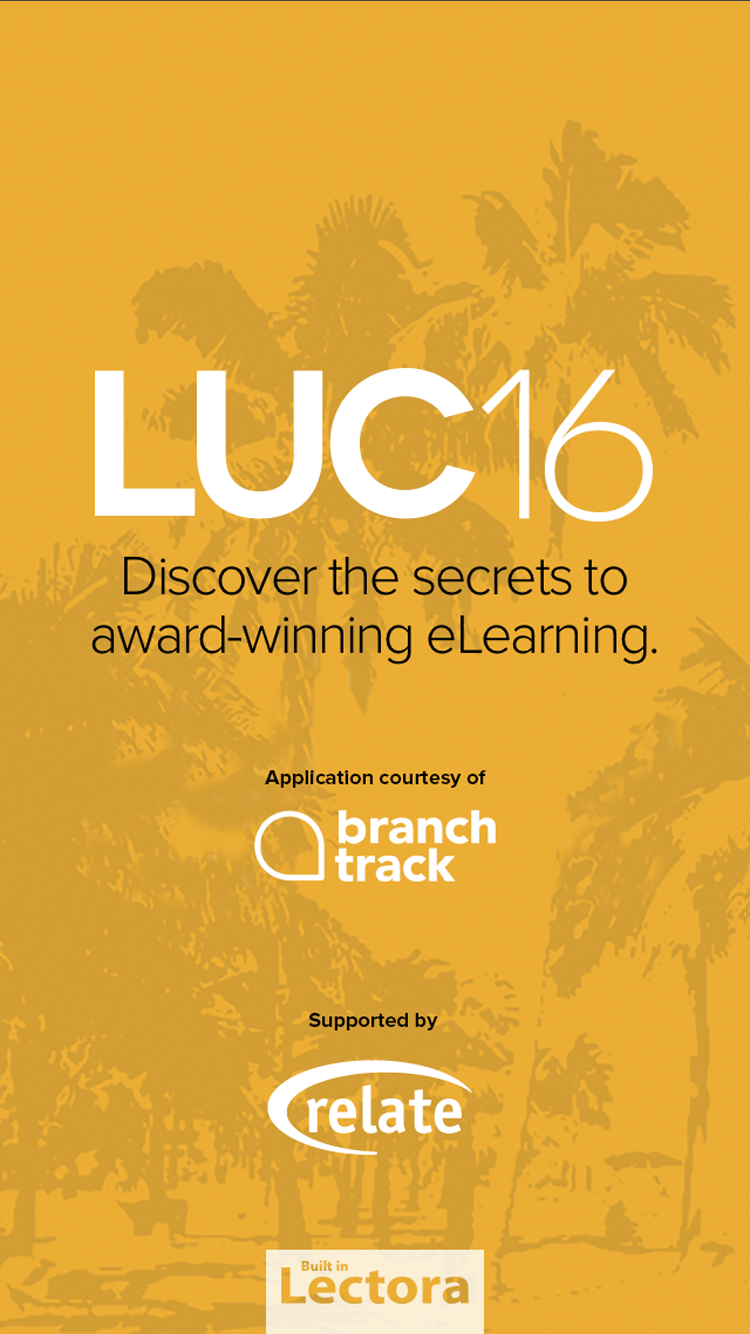 LUC16
Discover the secrets to
award-winning eLearning.
Application courtesy of
branch
track
Supported by
relate
Built in
Lectora